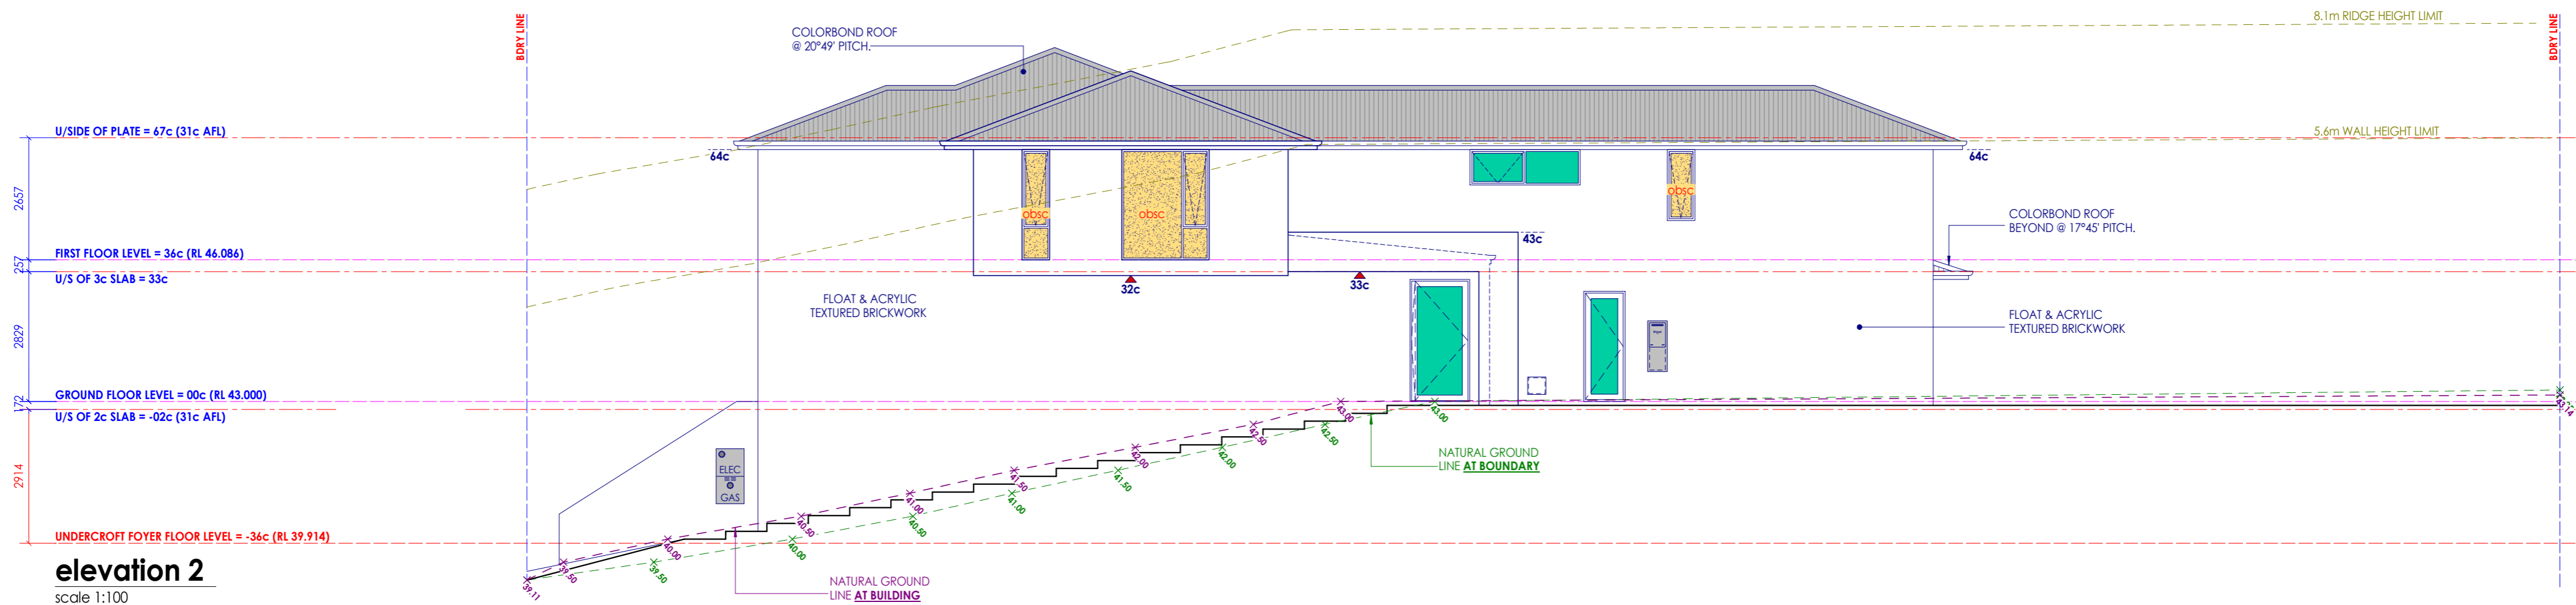 8.1m RIDGE HEIGHT LIMIT
BDRY LINE
BDRY LINE
COLORBOND ROOF
@ 20°49' PITCH.
U/SIDE OF PLATE = 67c (31c AFL)
5.6m WALL HEIGHT LIMIT
64c
64c
2657
obsc
obsc
obsc
COLORBOND ROOF
BEYOND @ 17°45' PITCH.
43c
FIRST FLOOR LEVEL = 36c (RL 46.086)
257
U/S OF 3c SLAB = 33c
32c
33c
FLOAT & ACRYLIC
TEXTURED BRICKWORK
FLOAT & ACRYLIC
TEXTURED BRICKWORK
2829
GROUND FLOOR LEVEL = 00c (RL 43.000)
172
U/S OF 2c SLAB = -02c (31c AFL)
43.00
43.00
43.14
42.50
42.50
42.00
42.00
NATURAL GROUND
LINE AT BOUNDARY
ELEC
GAS
2914
41.50
41.50
41.00
41.00
40.50
40.50
40.00
40.00
UNDERCROFT FOYER FLOOR LEVEL = -36c (RL 39.914)
39.50
39.50
39.11
NATURAL GROUND
LINE AT BUILDING
elevation 2
scale 1:100